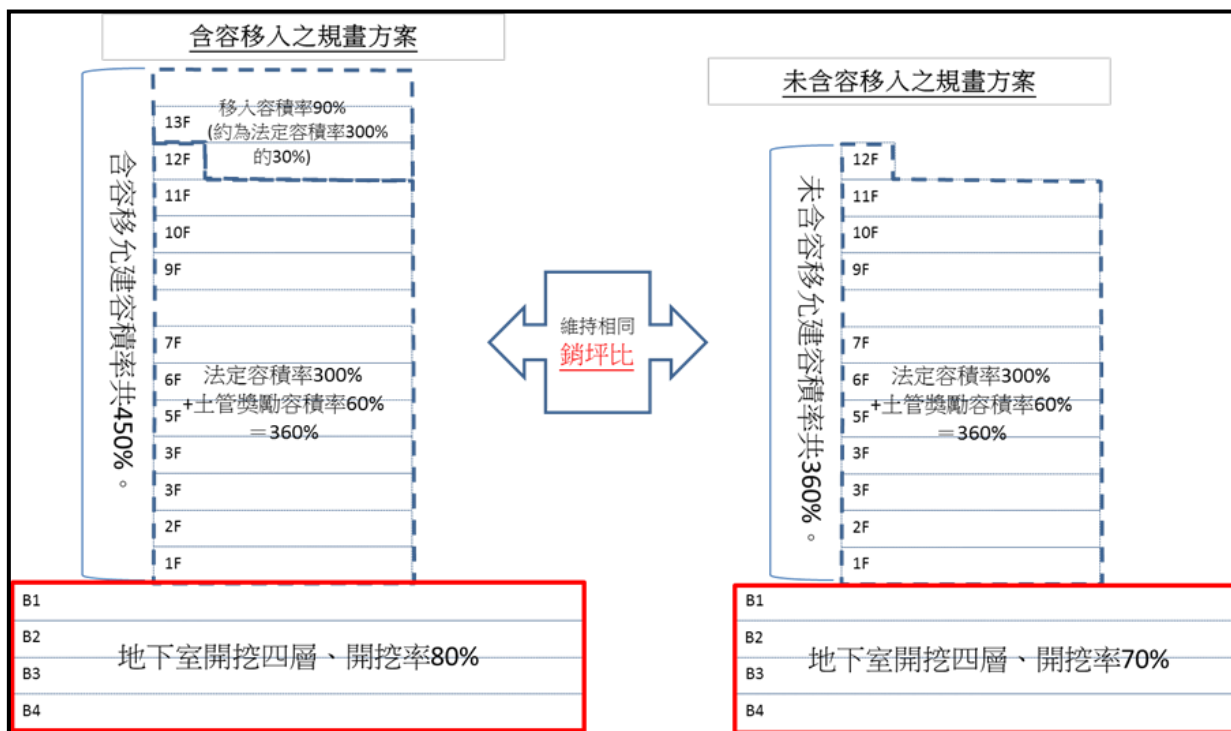 含容移入之規畫方案
含容移允建容積率共450%。
13F
移入容積率90%
(約為法定容積率300%
的30%)
12F
11F
10F
9F
7F
6F
5F
法定容積率300%
+土管獎勵容積率60%
＝360%
3F
3F
2F
1F
B1
B2
B3
B4
地下室開挖四層、開挖率80%
維持相同
銷坪比
未含容移入之規畫方案
未含容移允建容積率共360%。
12F
11F
10F
9F
7F
6F
5F
法定容積率300%
+土管獎勵容積率60%
＝360%
3F
3F
2F
1F
B1
B2
B3
B4
地下室開挖四層、開挖率70%